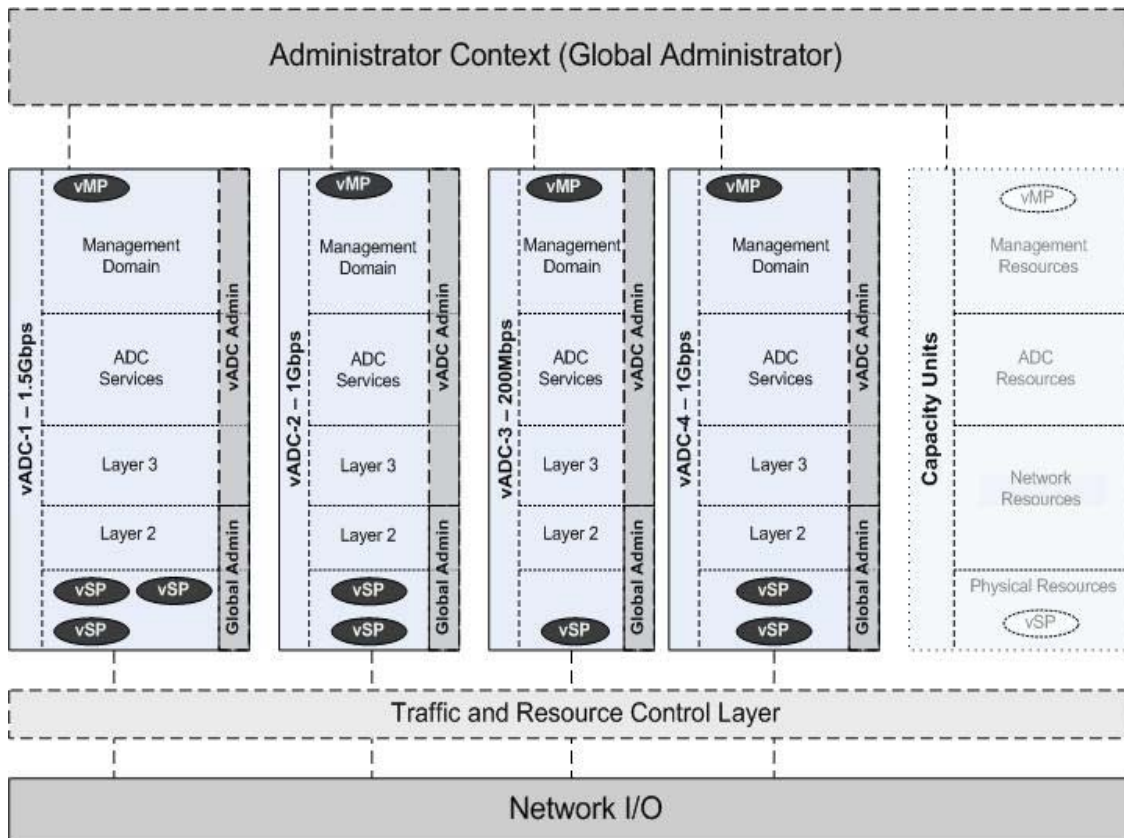 Administrator Context (Global Administrator)
vADC-1 – 1.5Gbps
vMP
Management
Domain
ADC
Services
Layer 3
Layer 2
vSP
vSP
vSP
vADC Admin
Global Admin
vADC-2 – 1Gbps
vMP
Management
Domain
ADC
Services
Layer 3
Layer 2
vSP
vSP
vADC Admin
Global Admin
vADC-3 – 200Mbps
vMP
Management
Domain
ADC
Services
Layer 3
Layer 2
vSP
vADC Admin
Global Admin
vADC-4 – 1Gbps
vMP
Management
Domain
ADC
Services
Layer 3
Layer 2
vSP
vSP
vADC Admin
Global Admin
Capacity Units
vMP
Management
Resources
ADC
Resources
Network
Resources
Physical Resources
vSP
Traffic and Resource Control Layer
Network I/O